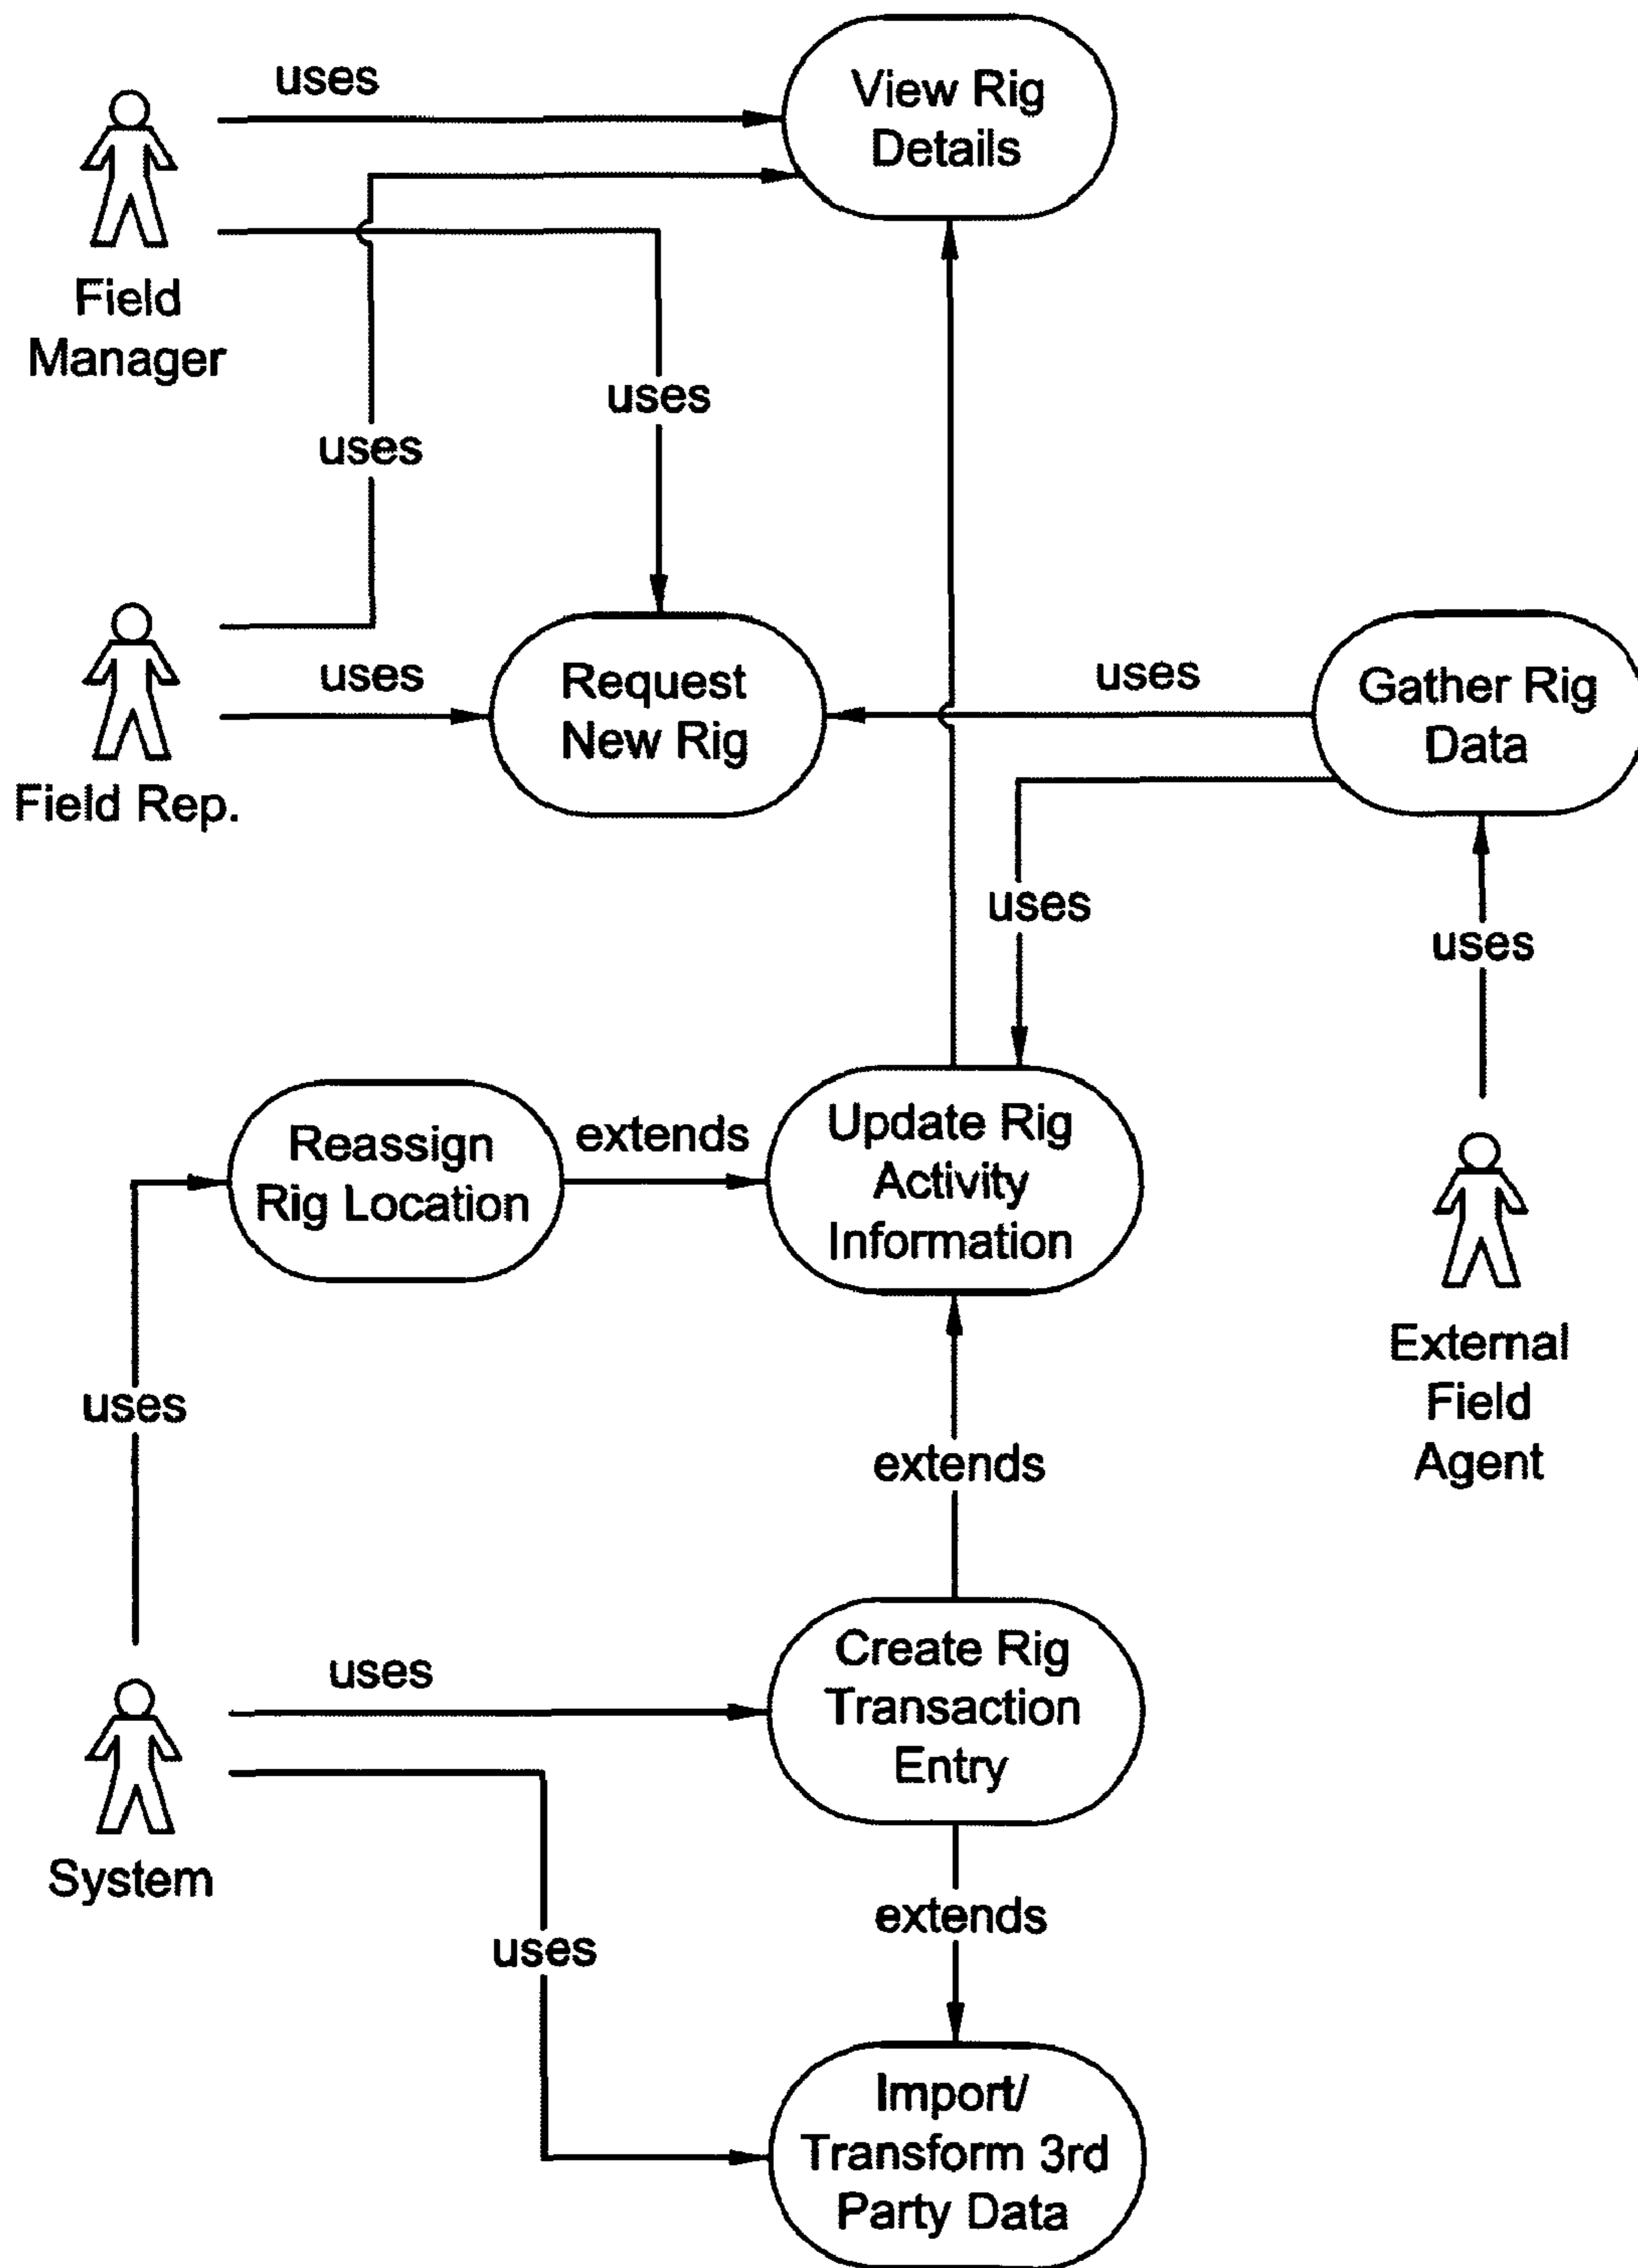 uses
View Rig
Details
Field
Manager
uses
uses
Field Rep.
uses
Request
New Rig
uses
Gather Rig
Data
uses
uses
Reassign
Rig Location
extends
Update Rig
Activity
Information
External
Field
Agent
uses
extends
System
uses
Create Rig
Transaction
Entry
uses
extends
Import/
Transform 3rd
Party Data